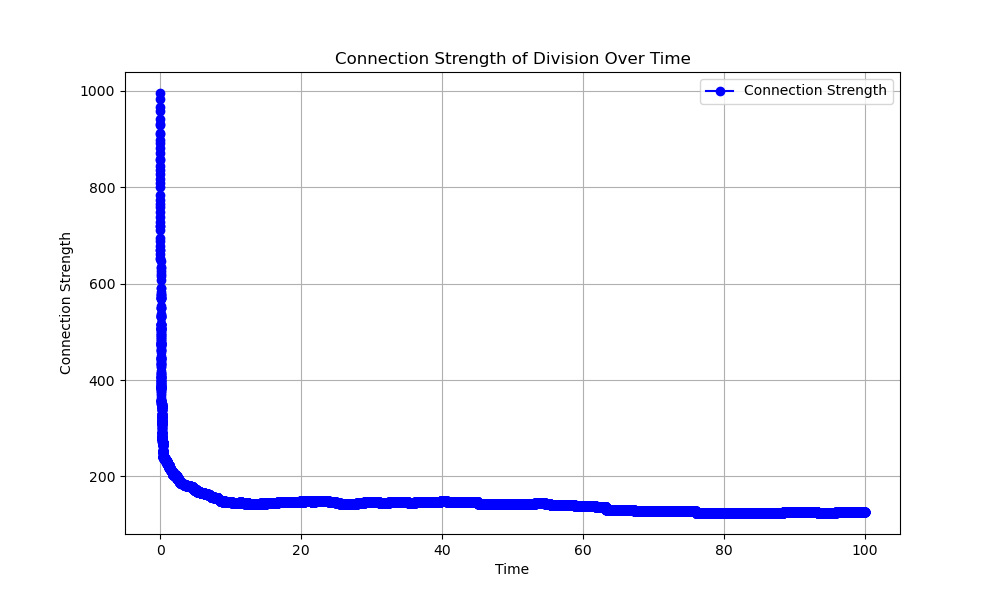 Connection Strength of Division Over Time
Connection Strength
1000
800
600
400
200
Connection Strength
0 20 40 60 80 100
Time